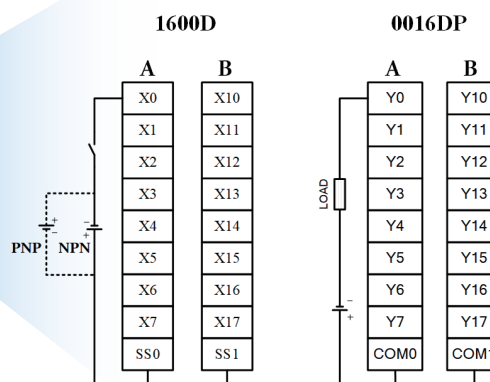 1600D 0016DP
A B A B
X0 X10 Y0 Y10
X1 X11 Y1 Y11
X2 X12 Y2 Y12
X3 X13 LOAD Y3 Y13
+ - X4 X14 Y4 Y14
PNP - NPN + X5 X15 Y5 Y15
X6 X16 - Y6 Y16
X7 X17 + Y7 Y17
SS0 SS1 COM0 COM1